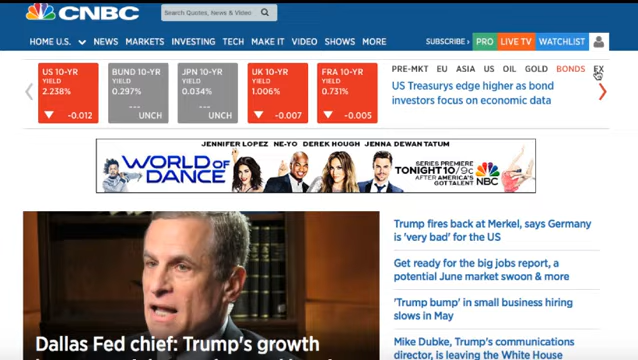 CNBC
Search Quotes, News & Video
HOME U.S. NEWS MARKETS INVESTING TECH MAKE IT VIDEO SHOWS MORE
SUBSCRIBE PRO LIVE TV WATCHLIST
US 10-YR
YIELD
2.238%
-0.012
BUND 10-YR
YIELD
0.297%
UNCH
JPN 10-YR
YIELD
0.034%
UNCH
UK 10-YR
YIELD
1.006%
-0.007
FRA 10-YR
YIELD
0.731%
-0.005
PRE-MKT EU ASIA US OIL GOLD BONDS EX
US Treasurys edge higher as bond
investors focus on economic data
JENNIFER LOPEZ NE-YO DEREK HOUGH JENNA DEWAN TATUM
WORLD OF
DANCE
SERIES PREMIERE
TONIGHT 10/9c
AFTER AMERICA'S
GOT TALENT
NBC
Dallas Fed chief: Trump's growth
Trump fires back at Merkel, says Germany
is 'very bad' for the US
Get ready for the big jobs report, a
potential June market swoon & more
'Trump bump' in small business hiring
slows in May
Mike Dubke, Trump's communications
director, is leaving the White House